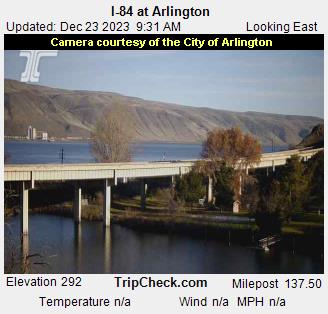 I-84 at Arlington
Updated: Dec 23 2023 9:31 AM Looking East
Camera courtesy of the City of Arlington
Elevation 292 TripCheck.com Milepost 137.50
Temperature n/a Wind n/a MPH n/a